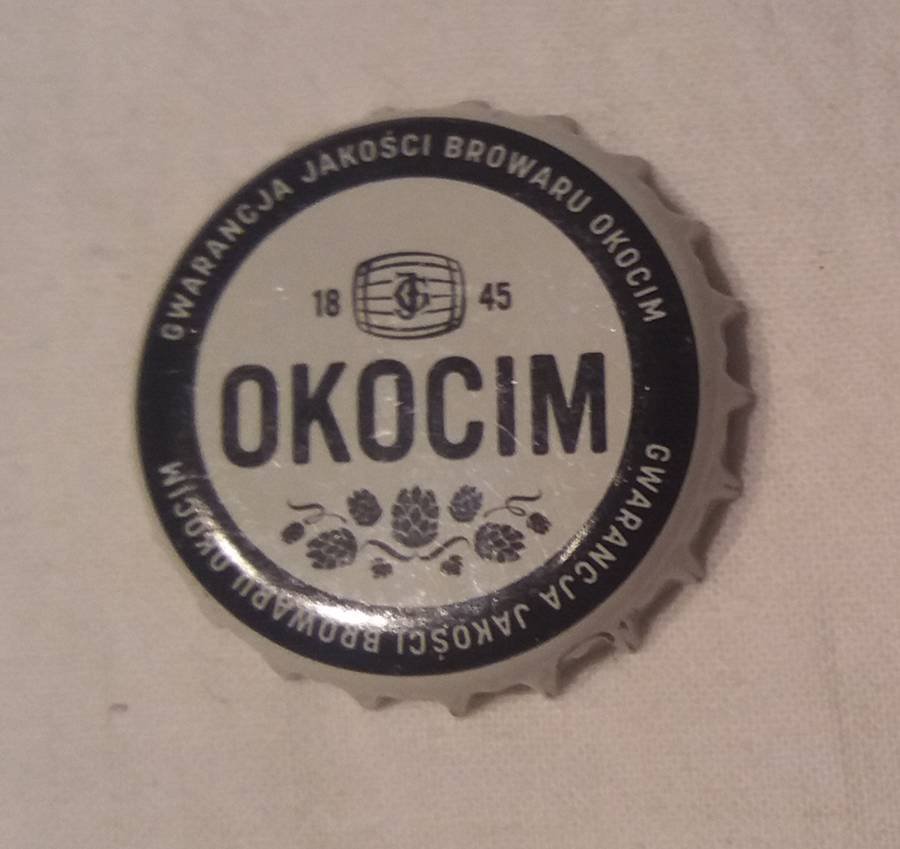 GWARANCJA JAKOŚCI BROWARU OKOCIM
18 JG 45
OKOCIM
GWARANCJA JAKOŚCI BROWARU OKOCIM